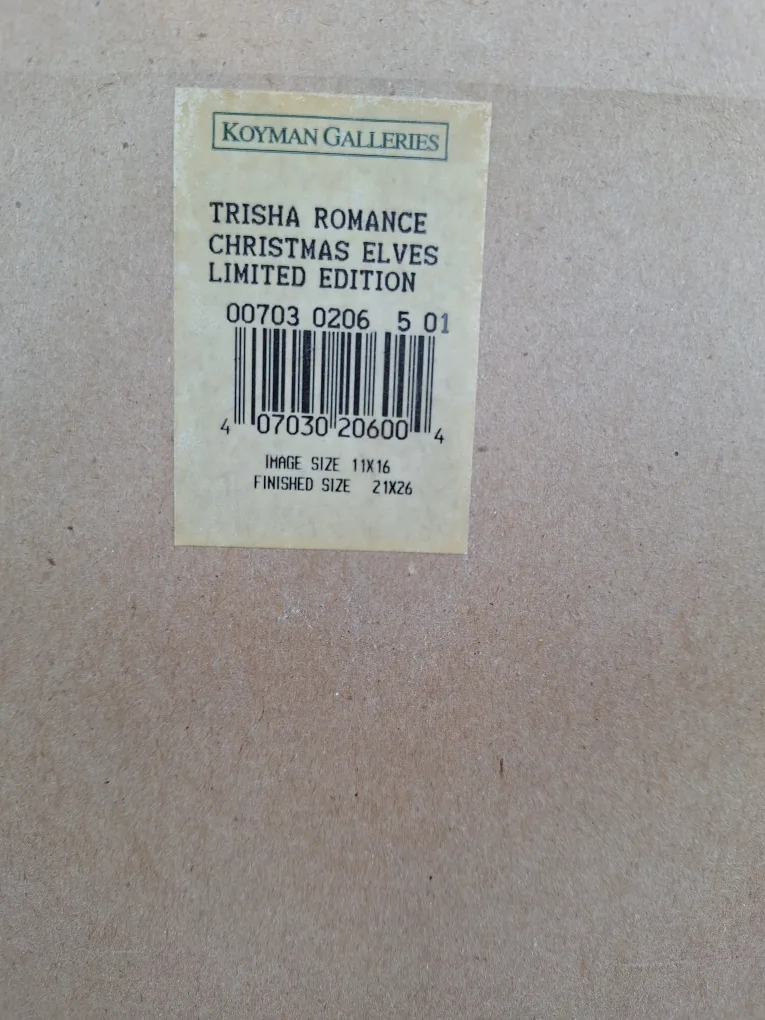 KOYMAN GALLERIES
TRISHA ROMANCE
CHRISTMAS ELVES
LIMITED EDITION
00703 0206 5 01
4 07030 20600 4
IMAGE SIZE 11X16
FINISHED SIZE 21X26